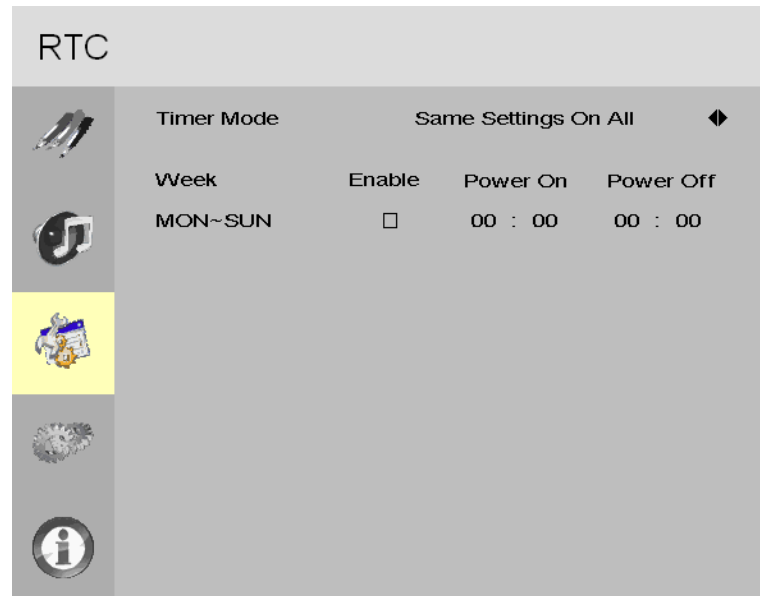 RTC
Timer Mode Same Settings On All
Week Enable Power On Power Off
MON~SUN 00 : 00 00 : 00